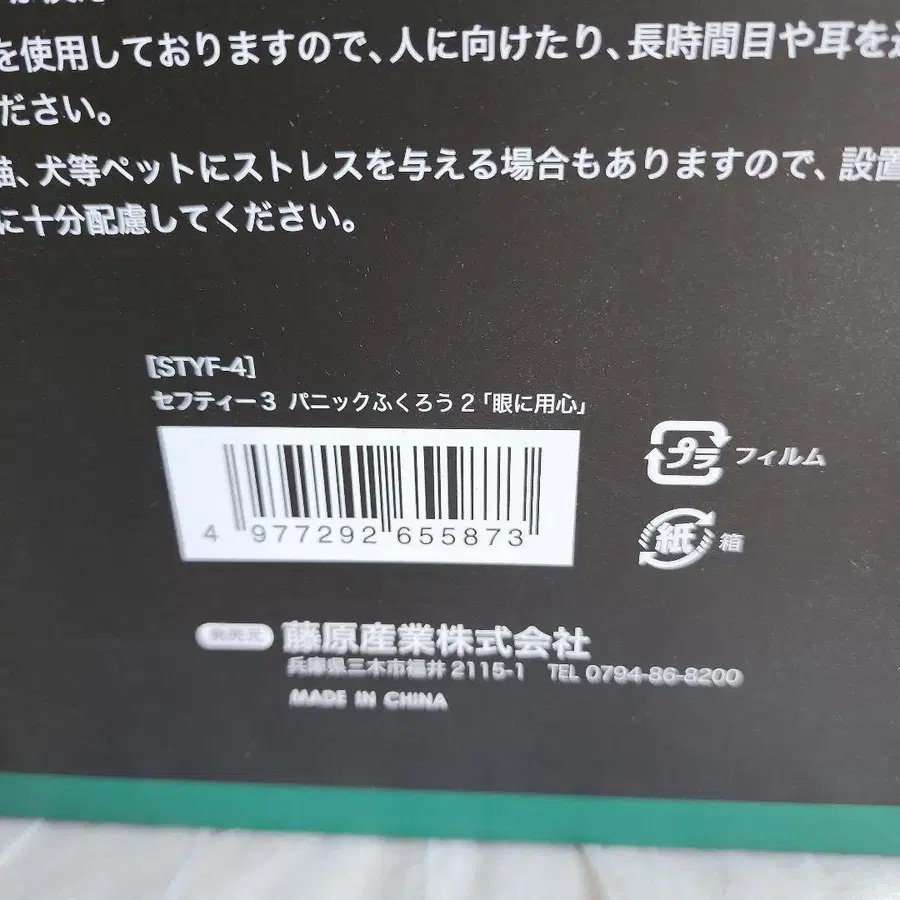 を使用しておりますので、人に向けたり、長時間目や耳を
ださい。
猫、犬等ペットにストレスを与える場合もありますので、設置
に十分配慮してください。
[STYF-4]
セフティー3 パニックふくろう2「眼に用心」
4 977292 655873
プラ フィルム
紙 箱
発売元 藤原産業株式会社
兵庫県三木市福井2115-1 TEL 0794-86-8200
MADE IN CHINA